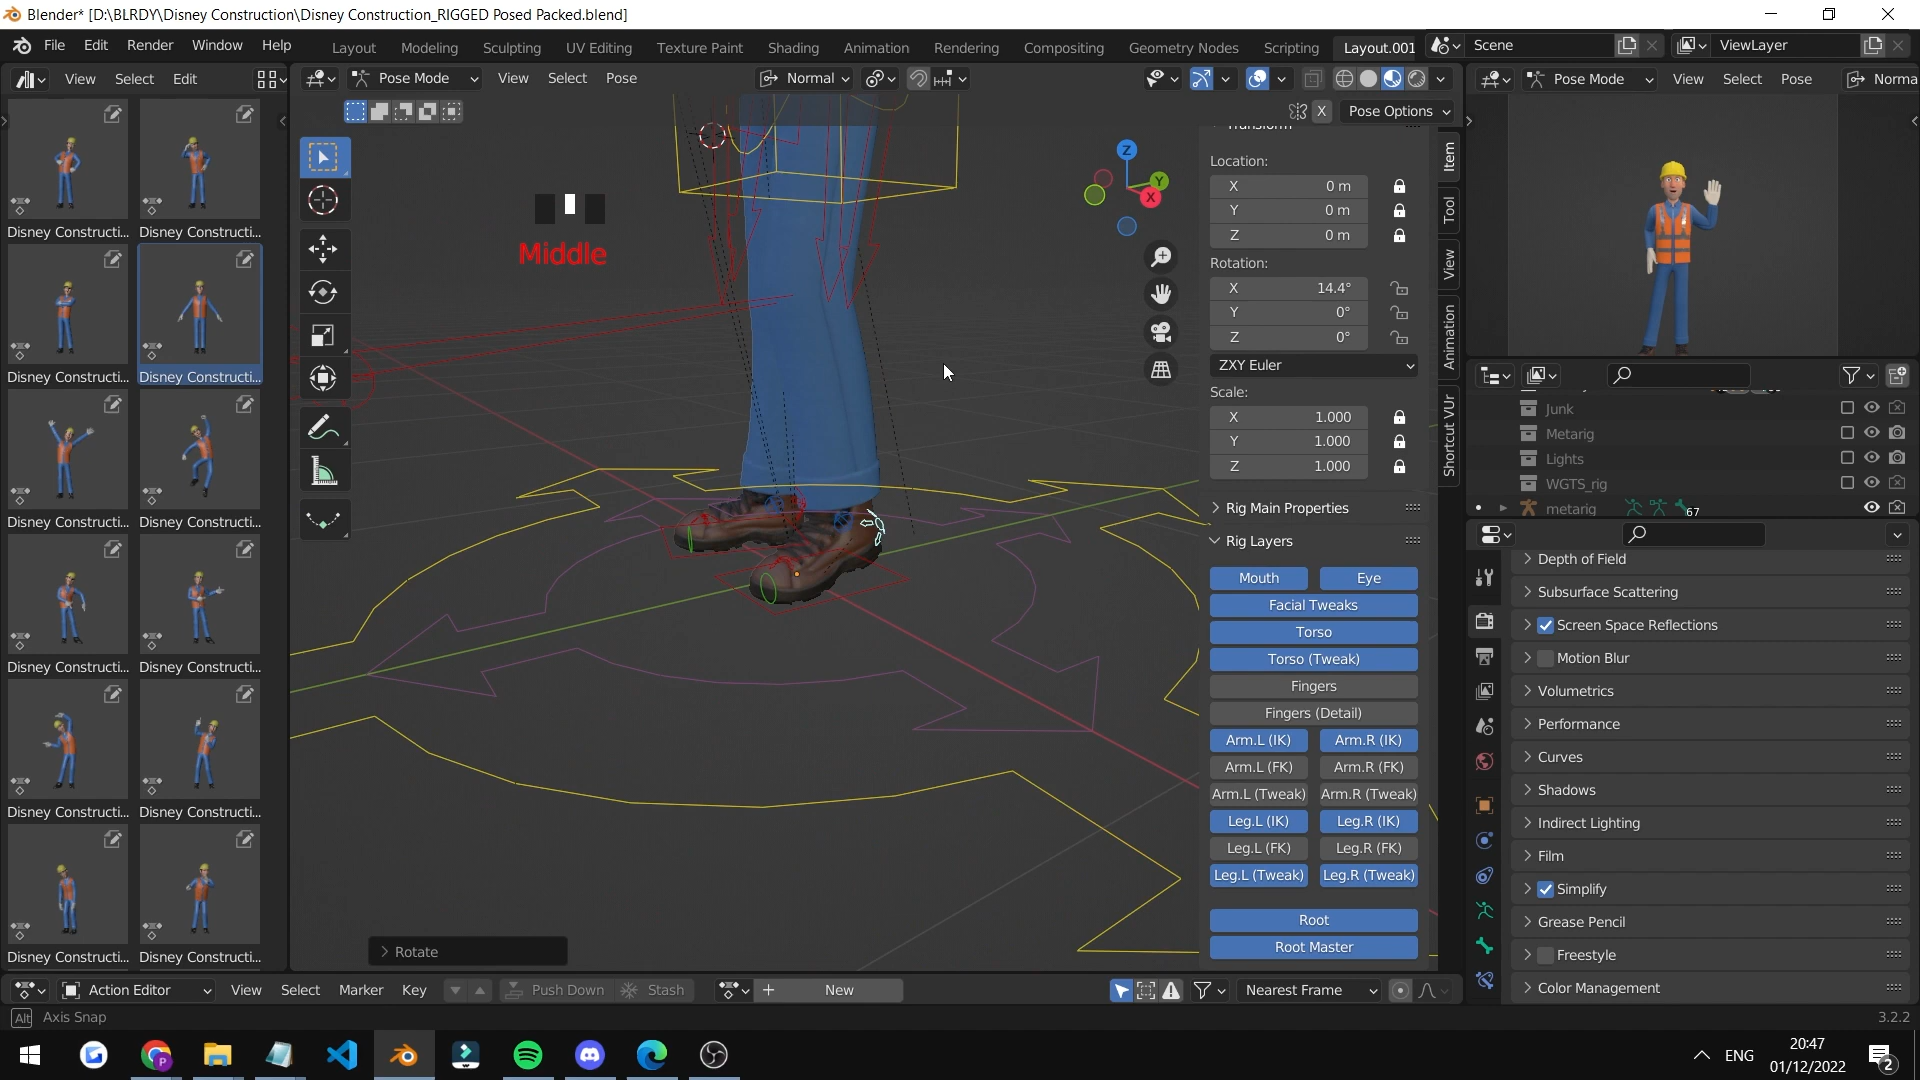 Blender* [D:\BLRDY\Disney Construction\Disney Construction_RIGGED Posed Packed.blend]
File Edit Render Window Help
Layout Modeling Sculpting UV Editing Texture Paint Shading Animation Rendering Compositing Geometry Nodes Scripting Layout.001
Scene
ViewLayer
View Select Edit
Pose Mode View Select Pose
Normal
Pose Mode View Select Pose
Norma
X
Pose Options
Disney Constructi... Disney Constructi...
Disney Constructi... Disney Constructi...
Disney Constructi... Disney Constructi...
Disney Constructi... Disney Constructi...
Disney Constructi... Disney Constructi...
Disney Constructi... Disney Constructi...
Middle
Z
Y
X
Transform
Location:
X 0 m
Y 0 m
Z 0 m
Rotation:
X 14.4°
Y 0°
Z 0°
ZXY Euler
Scale:
X 1.000
Y 1.000
Z 1.000
Rig Main Properties
Rig Layers
Mouth Eye
Facial Tweaks
Torso
Torso (Tweak)
Fingers
Fingers (Detail)
Arm.L (IK) Arm.R (IK)
Arm.L (FK) Arm.R (FK)
Arm.L (Tweak) Arm.R (Tweak)
Leg.L (IK) Leg.R (IK)
Leg.L (FK) Leg.R (FK)
Leg.L (Tweak) Leg.R (Tweak)
Root
Root Master
Item
Tool
View
Animation
Shortcut VUr
Junk
Metarig
Lights
WGTS_rig
metarig 67
Depth of Field
Subsurface Scattering
Screen Space Reflections
Motion Blur
Volumetrics
Performance
Curves
Shadows
Indirect Lighting
Film
Simplify
Grease Pencil
Freestyle
Color Management
Rotate
Action Editor View Select Marker Key Push Down Stash New
Nearest Frame
Alt Axis Snap
3.2.2
P
ENG
20:47
01/12/2022
2